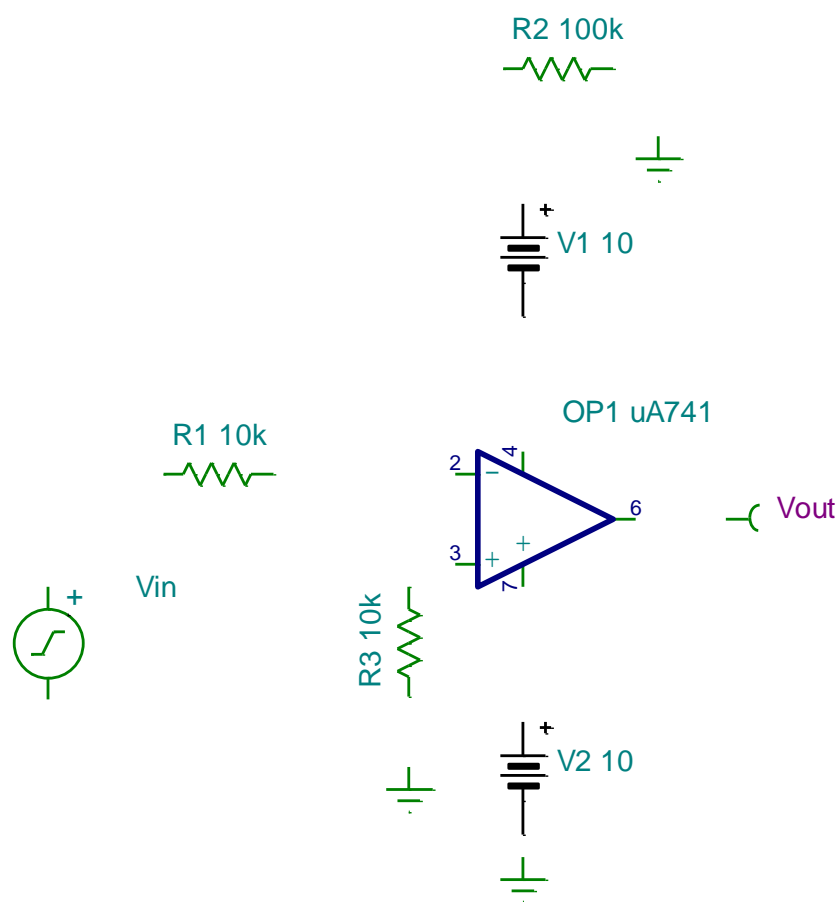 R2 100k
+
V1 10
OP1 uA741
R1 10k
4
2
-
6
Vout
3
+
+
7
Vin
+
R3 10k
+
V2 10